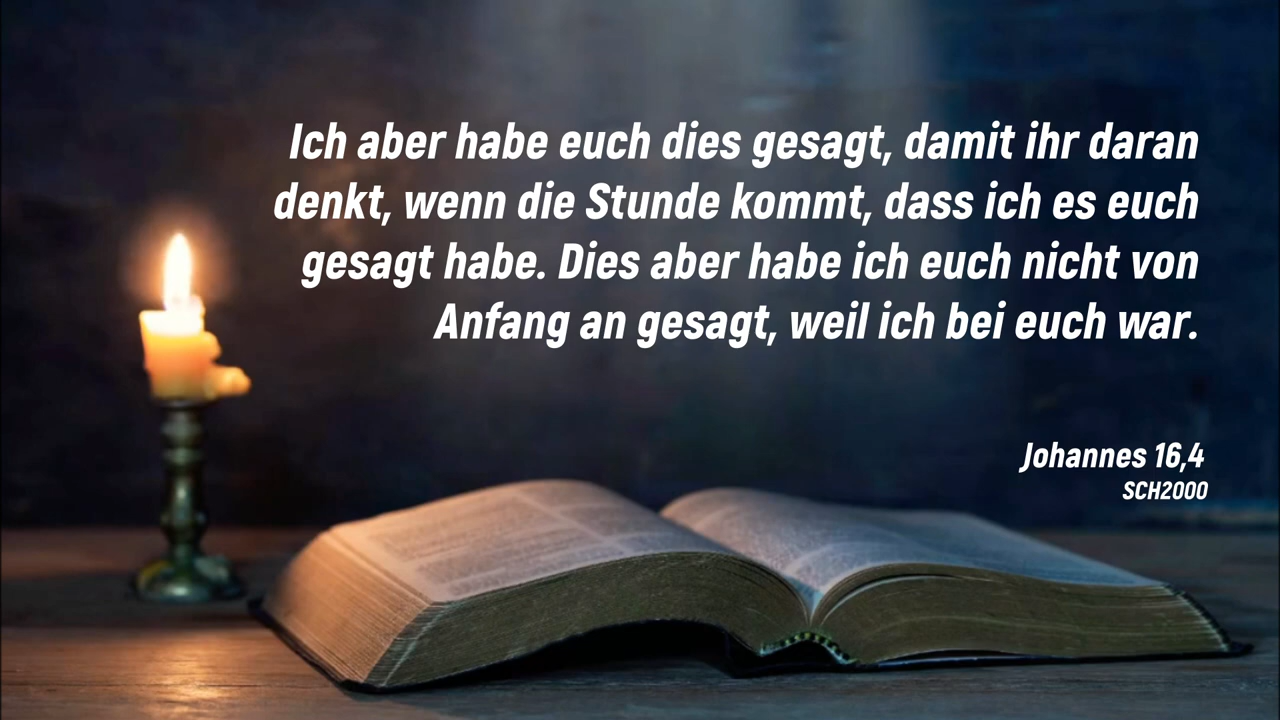 Ich aber habe euch dies gesagt, damit ihr daran
denkt, wenn die Stunde kommt, dass ich es euch
gesagt habe. Dies aber habe ich euch nicht von
Anfang an gesagt, weil ich bei euch war.
Johannes 16,4
SCH2000